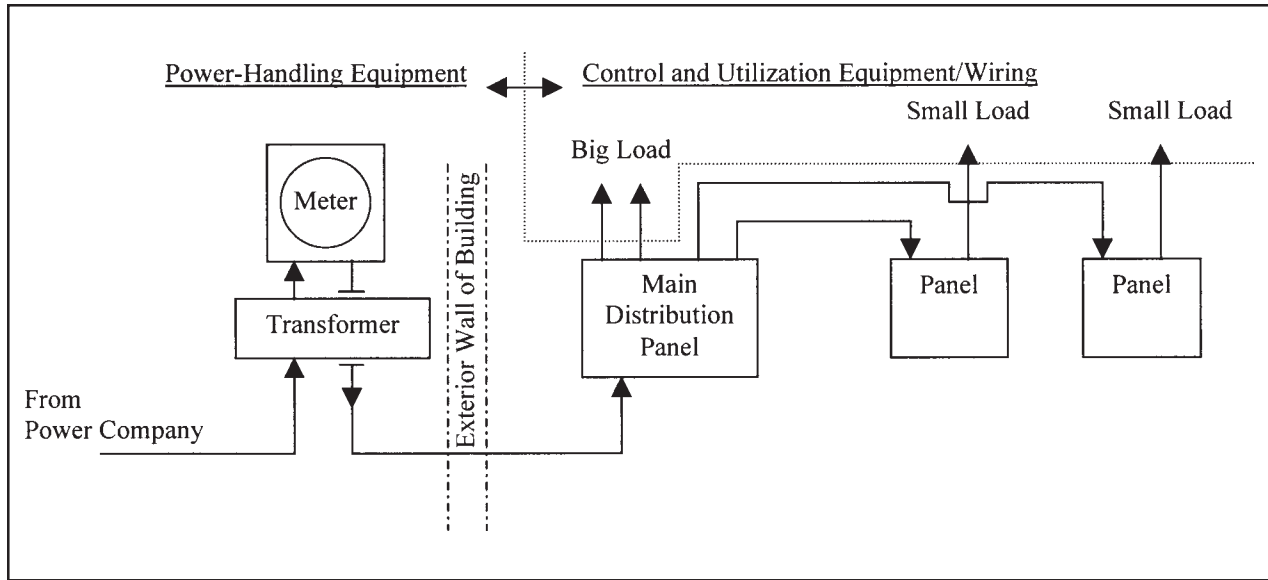 Power-Handling Equipment
Control and Utilization Equipment/Wiring
Small Load
Small Load
Big Load
Meter
Exterior Wall of Building
Transformer
Main
Distribution
Panel
Panel
Panel
From
Power Company